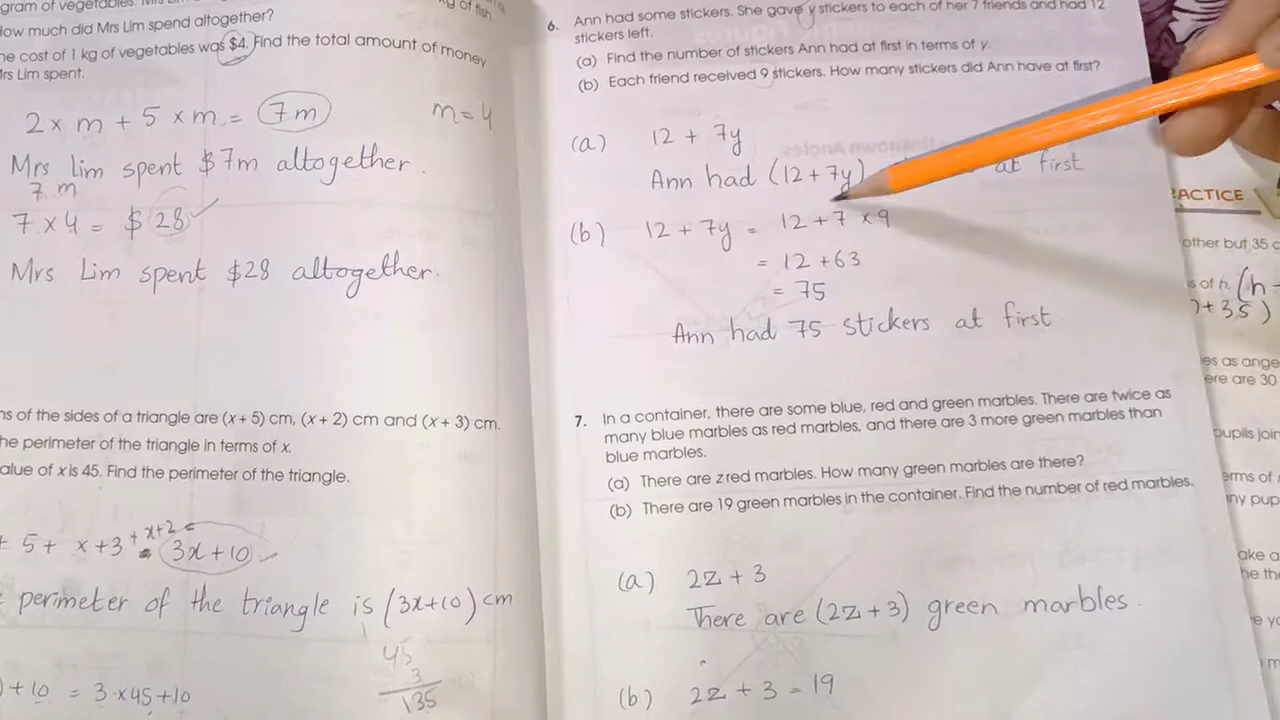 gram of vegetables.
How much did Mrs Lim spend altogether?
he cost of 1 kg of vegetables was $4. Find the total amount of money
Mrs Lim spent.
kg of fish
2 x m + 5 x m = 7m
m = 4
Mrs Lim spent $7m altogether.
7 m
7 x 4 = $ 28 ✓
Mrs Lim spent $28 altogether.
ns of the sides of a triangle are (x + 5) cm, (x + 2) cm and (x + 3) cm.
he perimeter of the triangle in terms of x.
alue of x is 45. Find the perimeter of the triangle.
+ 5 + x + 3 + x + 2 =
= 3x + 10 ✓
perimeter of the triangle is (3x+10) cm
45
3
135
) + 10 = 3 x 45 + 10
6. Ann had some stickers. She gave y stickers to each of her 7 friends and had 12
stickers left.
(a) Find the number of stickers Ann had at first in terms of y.
(b) Each friend received 9 stickers. How many stickers did Ann have at first?
(a) 12 + 7y
Ann had (12 + 7y) at first
(b) 12 + 7y = 12 + 7 x 9
= 12 + 63
= 75
Ann had 75 stickers at first.
7. In a container, there are some blue, red and green marbles. There are twice as
many blue marbles as red marbles, and there are 3 more green marbles than
blue marbles.
(a) There are z red marbles. How many green marbles are there?
(b) There are 19 green marbles in the container. Find the number of red marbles.
(a) 2z + 3
There are (2z + 3) green marbles.
(b) 2z + 3 = 19
RACTICE
other but 35 c
s of h. (h -
) + 35)
es as ange
ere are 30
pupils join
erms of
ny pup
ake a
he the